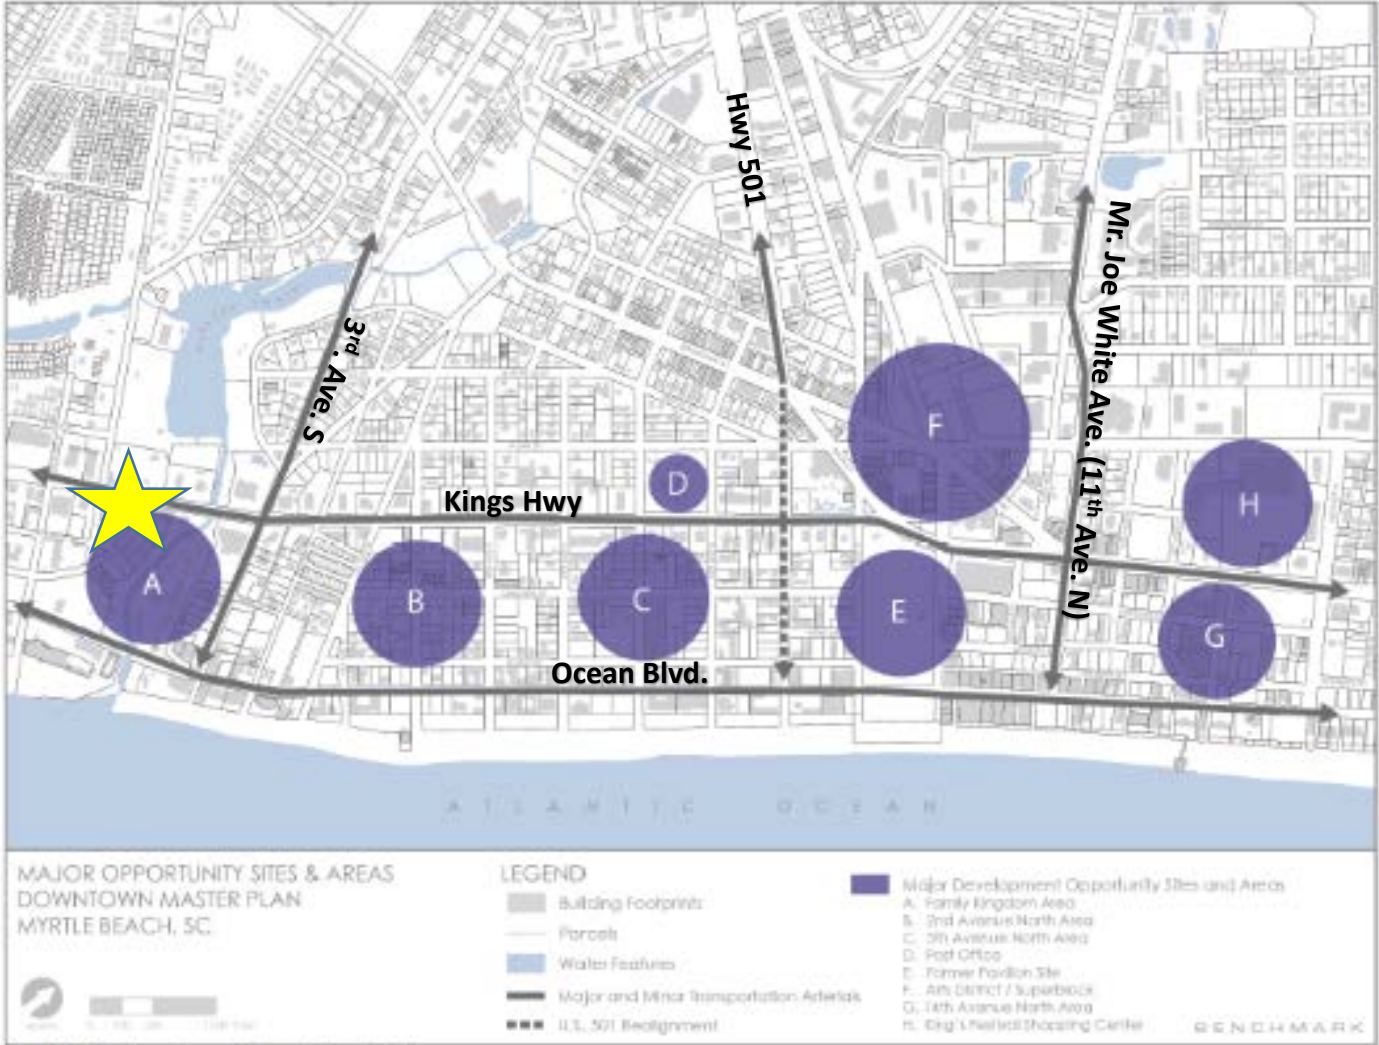 Hwy 501
Mr. Joe White Ave. (11th Ave. N)
3rd. Ave. S
Kings Hwy
Ocean Blvd.
A
B
C
D
E
F
G
H
ATLANTIC OCEAN
MAJOR OPPORTUNITY SITES & AREAS
DOWNTOWN MASTER PLAN
MYRTLE BEACH, SC
LEGEND
Building Footprints
Parcels
Water Features
Major and Minor Transportation Arterials
U.S. 501 Realignment
Major Development Opportunity Sites and Areas
A. Family Kingdom Area
B. 2nd Avenue North Area
C. 5th Avenue North Area
D. Post Office
E. Former Pavilion Site
F. Arts District / Superblock
G. 14th Avenue North Area
H. King's Festival Shopping Center
BENCHMARK